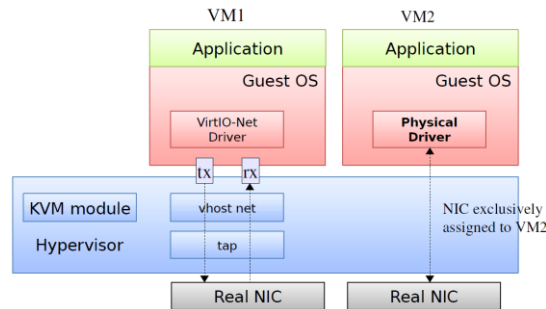 VM1
VM2
Application
Application
Guest OS
Guest OS
VirtIO-Net
Driver
Physical
Driver
tx
rx
KVM module
vhost net
NIC exclusively
assigned to VM2
Hypervisor
tap
Real NIC
Real NIC